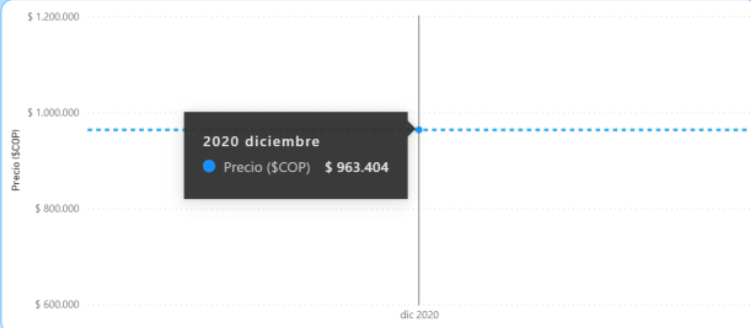 $ 1.200.000
$ 1.000.000
$ 800.000
$ 600.000
Precio ($COP)
2020 diciembre
Precio ($COP) $ 963.404
dic 2020